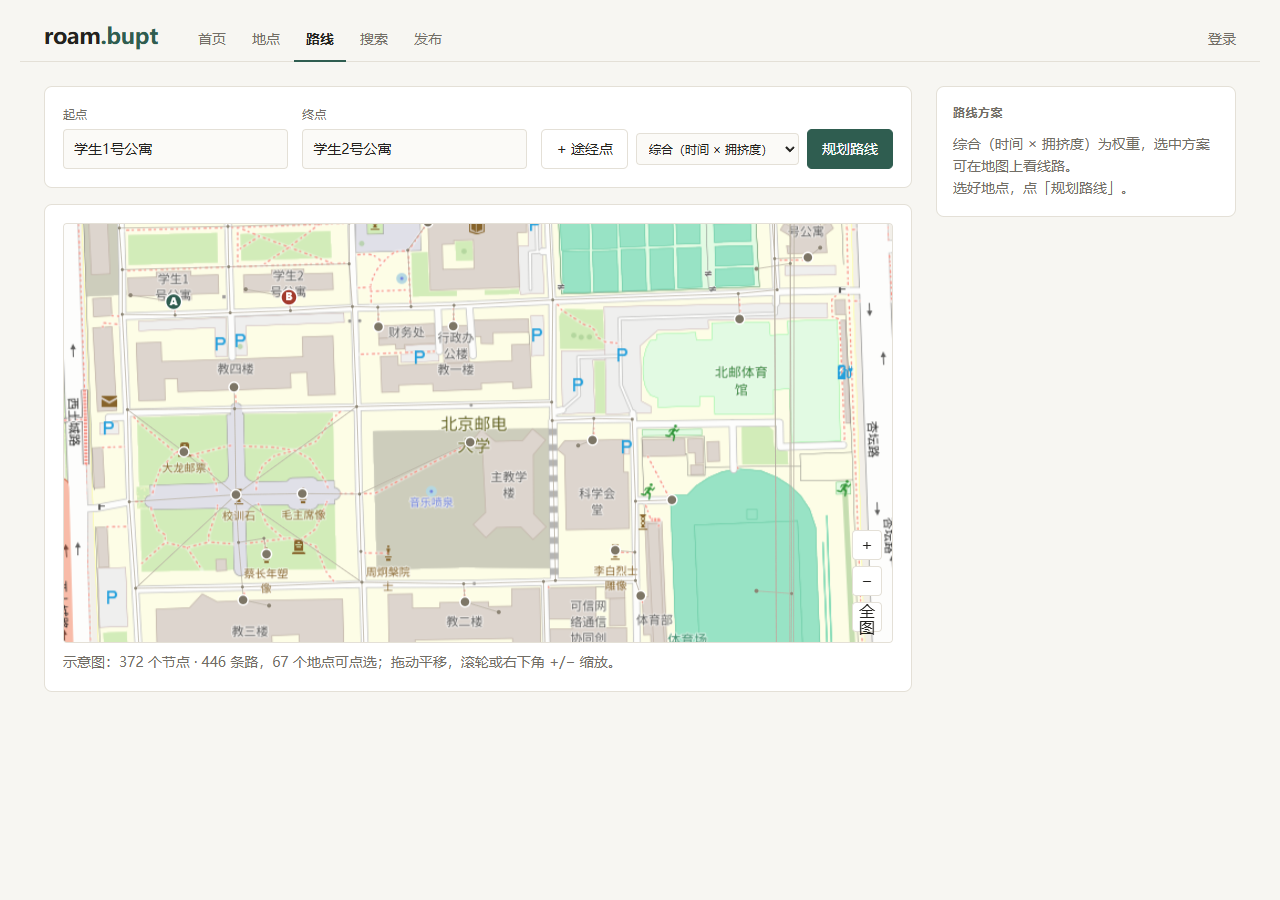 roam.bupt
首页
地点
路线
搜索
发布
登录
起点
终点
学生1号公寓
学生2号公寓
+ 途经点
综合（时间 × 拥挤度）
规划路线
路线方案
综合（时间 × 拥挤度）为权重，选中方案
可在地图上看线路。
选好地点，点「规划路线」。
号公寓
学生1
学生2
A
B
财务处
行政办
公楼
教一楼
教四楼
P
P
P
P
P
P
P
P
P
P
北邮体育
馆
西土城路
杏坛路
北京邮电
大学
大龙邮票
主教学
楼
音乐喷泉
科学会
堂
校训石
毛主席像
蔡长年塑
像
周炯槃院
士
李白烈士
雕像
教三楼
教二楼
可信网
络通信
协同创
体育部
体育场
+
−
全
图
示意图：372 个节点 · 446 条路，67 个地点可点选；拖动平移，滚轮或右下角 +/− 缩放。